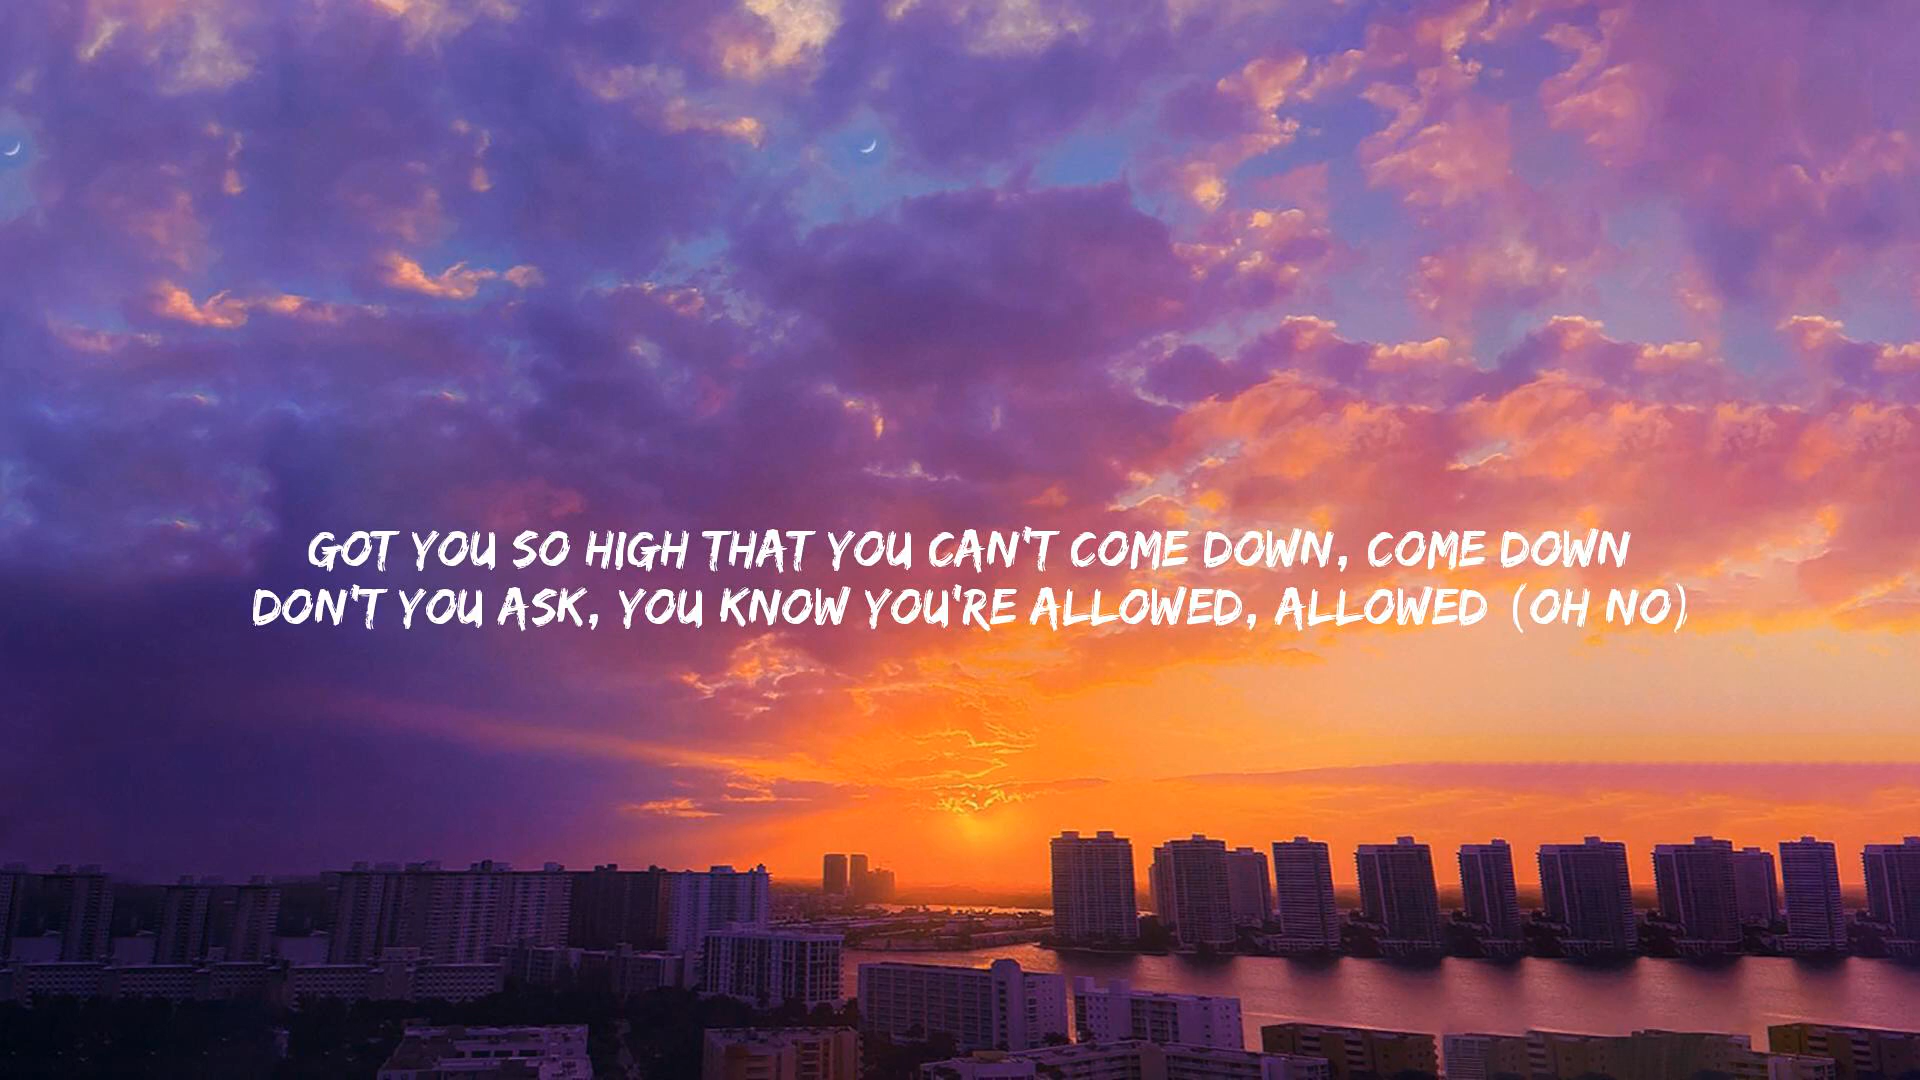 GOT YOU SO HIGH THAT YOU CAN'T COME DOWN, COME DOWN
DON'T YOU ASK, YOU KNOW YOU'RE ALLOWED, ALLOWED (OH NO)